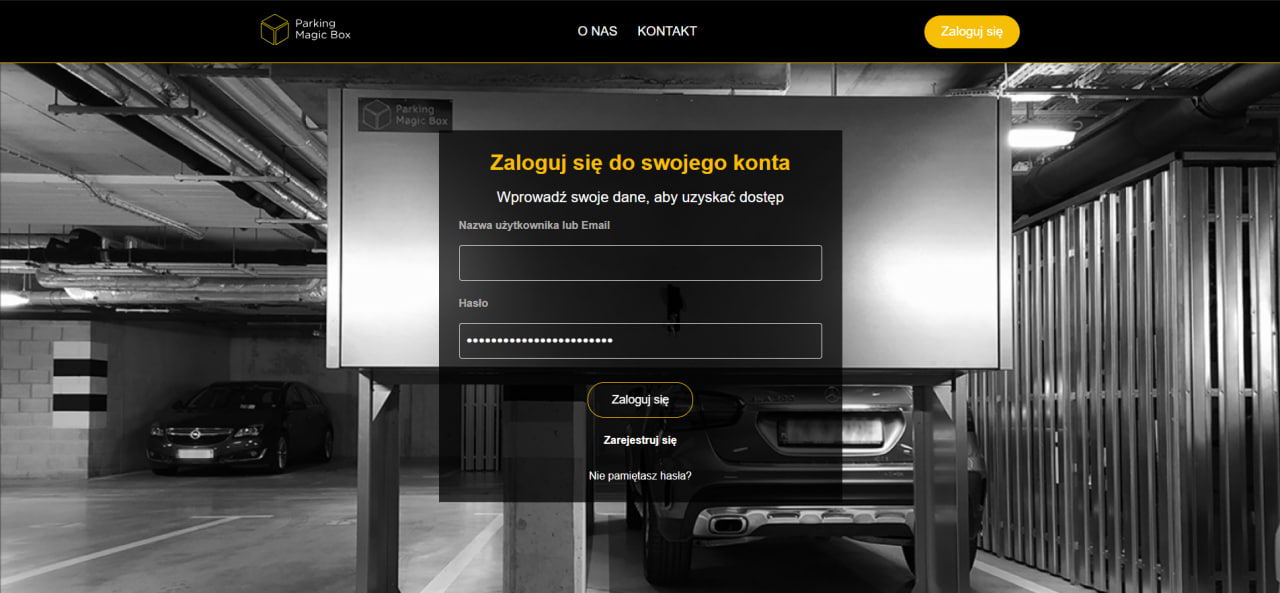 Parking
Magic Box
O NAS
KONTAKT
Zaloguj się
Parking
Magic Box
Zaloguj się do swojego konta
Wprowadź swoje dane, aby uzyskać dostęp
Nazwa użytkownika lub Email
Hasło
Zaloguj się
Zarejestruj się
Nie pamiętasz hasła?